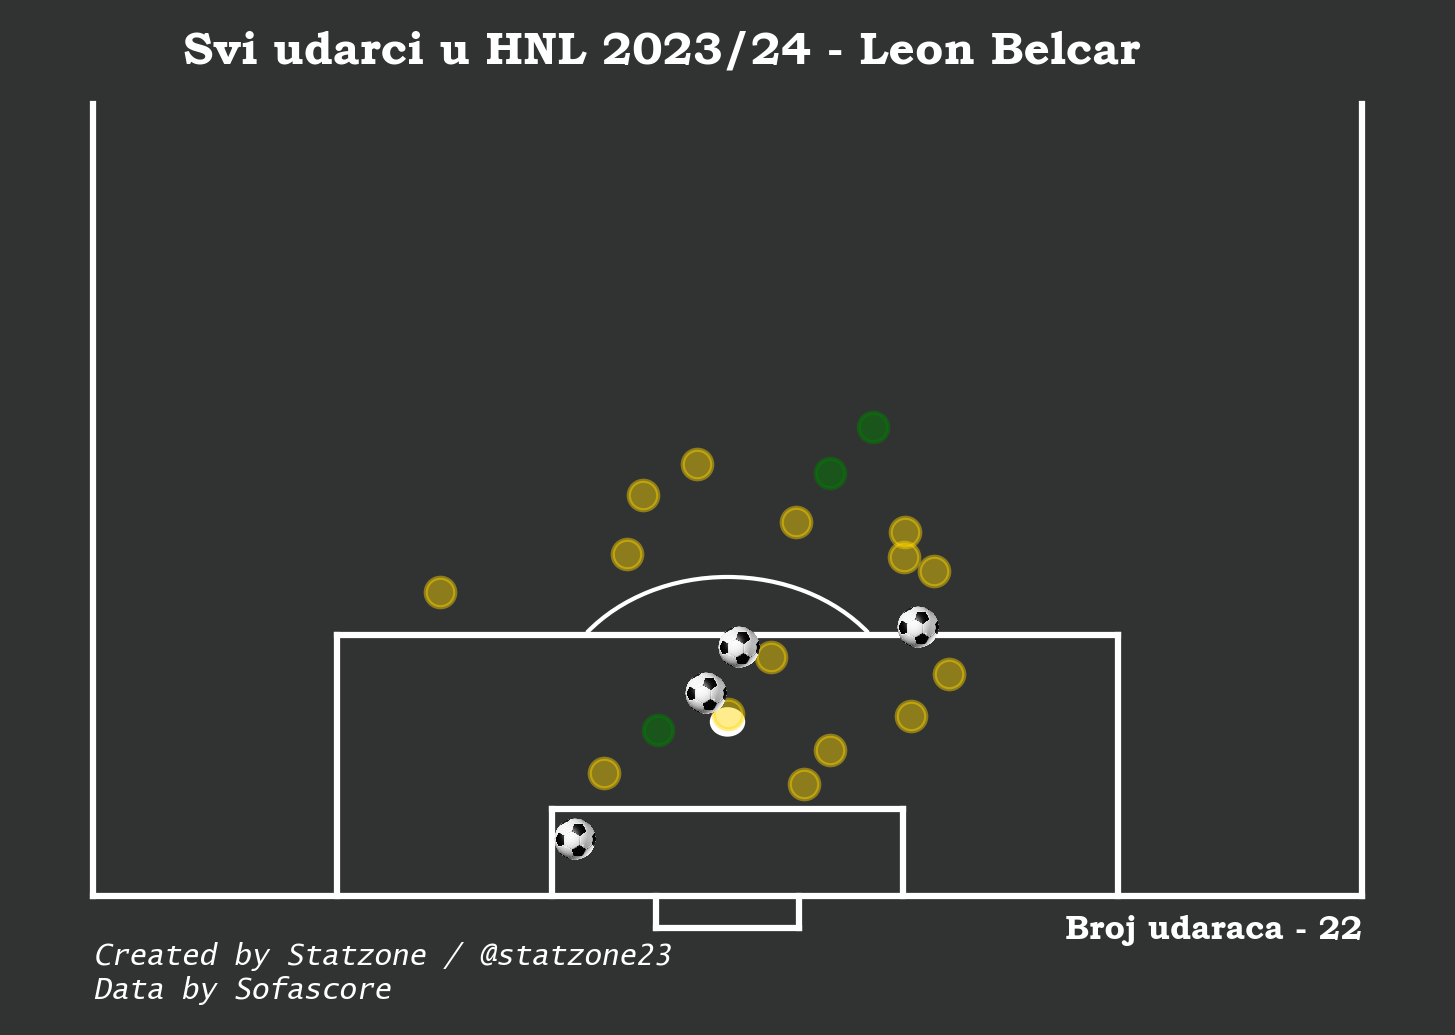 Svi udarci u HNL 2023/24 - Leon Belcar
Broj udaraca - 22
Created by Statzone / @statzone23
Data by Sofascore